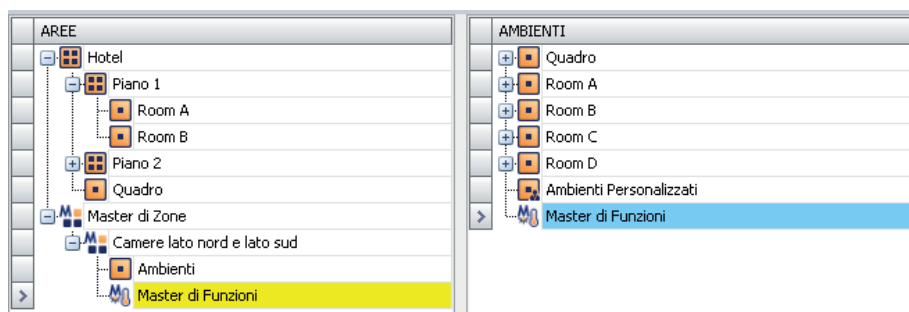 AREE
Hotel
Piano 1
Room A
Room B
Piano 2
Quadro
Master di Zone
Camere lato nord e lato sud
Ambienti
Master di Funzioni
AMBIENTI
Quadro
Room A
Room B
Room C
Room D
Ambienti Personalizzati
Master di Funzioni